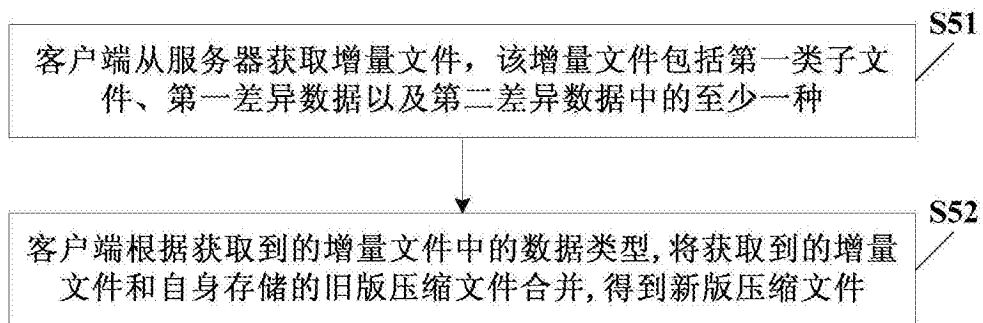 S51
客户端从服务器获取增量文件，该增量文件包括第一类子文
件、第一差异数据以及第二差异数据中的至少一种
S52
客户端根据获取到的增量文件中的数据类型,将获取到的增量
文件和自身存储的旧版压缩文件合并,得到新版压缩文件